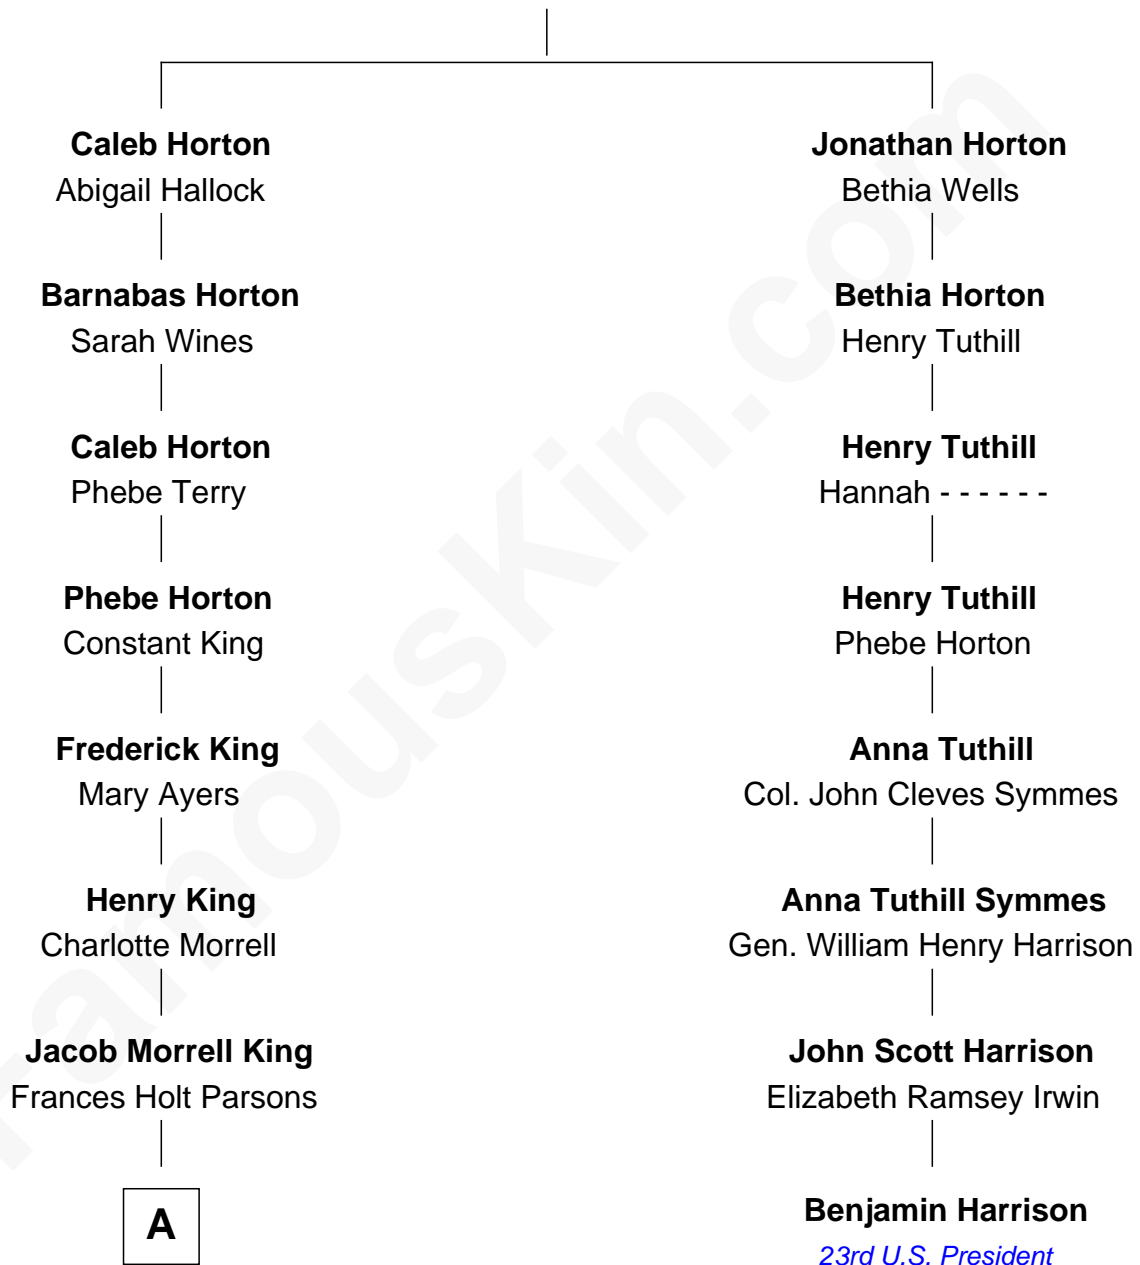 Caleb Horton
Abigail Hallock
Jonathan Horton
Bethia Wells
Barnabas Horton
Sarah Wines
Bethia Horton
Henry Tuthill
Caleb Horton
Phebe Terry
Henry Tuthill
Hannah - - - - - -
Phebe Horton
Constant King
Henry Tuthill
Phebe Horton
Frederick King
Mary Ayers
Anna Tuthill
Col. John Cleves Symmes
Henry King
Charlotte Morrell
Anna Tuthill Symmes
Gen. William Henry Harrison
Jacob Morrell King
Frances Holt Parsons
John Scott Harrison
Elizabeth Ramsey Irwin
A
Benjamin Harrison
23rd U.S. President
FamousKin.com